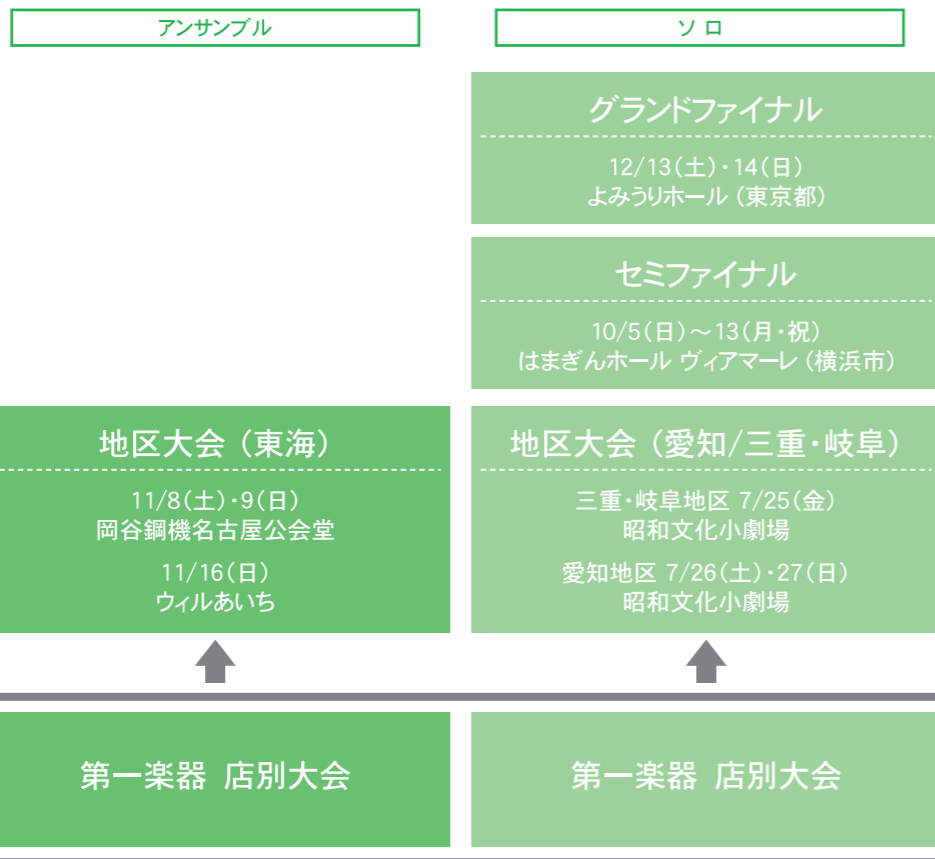 アンサンブル
ソロ
グランドファイナル
12/13(土)・14(日)
よみうりホール (東京都)
セミファイナル
10/5(日)～13(月・祝)
はまぎんホール ヴィアマーレ (横浜市)
地区大会 (東海)
11/8(土)・9(日)
岡谷鋼機名古屋公会堂
11/16(日)
ウィルあいち
地区大会 (愛知/三重・岐阜)
三重・岐阜地区 7/25(金)
昭和文化小劇場
愛知地区 7/26(土)・27(日)
昭和文化小劇場
第一楽器 店別大会
第一楽器 店別大会